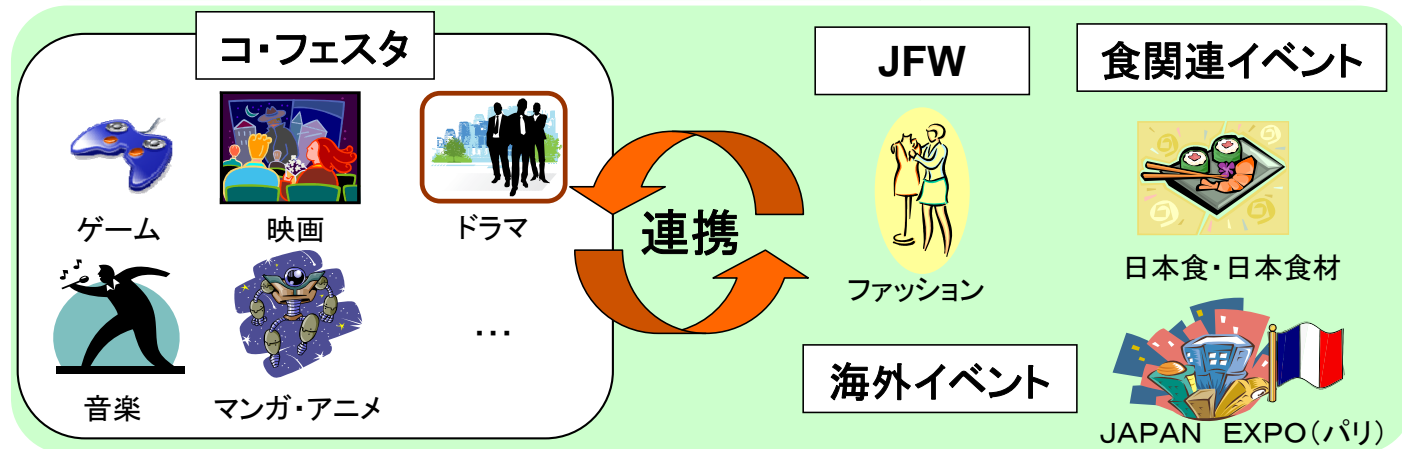 コ・フェスタ
ゲーム
映画
ドラマ
音楽
マンガ・アニメ
…
連携
JFW
ファッション
食関連イベント
日本食・日本食材
海外イベント
JAPAN EXPO(パリ)